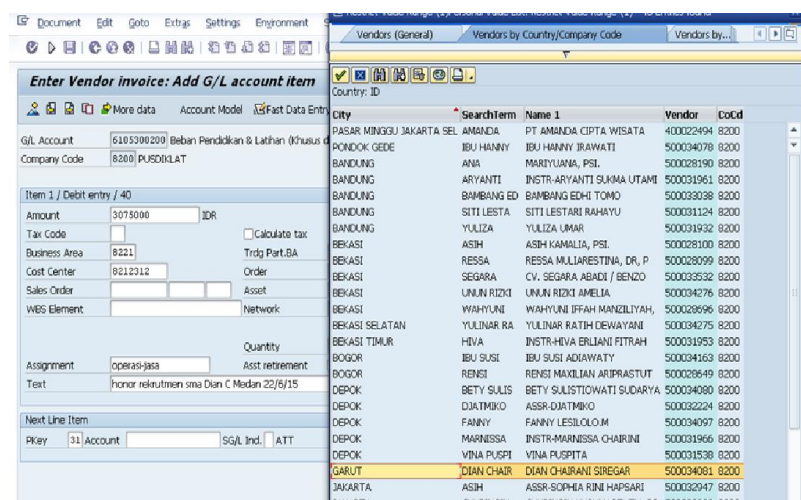 Document Edit Goto Extras Settings Environment
Enter Vendor invoice: Add G/L account item
More data Account Model Fast Data Entry
G/L Account 6105300200 Beban Pendidikan & Latihan (Khusus d
Company Code 8200 PUSDIKLAT
Item 1 / Debit entry / 40
Amount 3075000 IDR
Tax Code Calculate tax
Business Area 8221 Trdg Part.BA
Cost Center 8212312 Order
Sales Order Asset
WBS Element Network
Quantity
Assignment operasi-jasa Asst retirement
Text honor rekrutmen sma Dian C Medan 22/6/15
Next Line Item
PKey 31 Account SG/L Ind. ATT
Vendors (General) Vendors by Country/Company Code Vendors by...
Country: ID
City SearchTerm Name 1 Vendor CoCd
PASAR MINGGU JAKARTA SEL AMANDA PT AMANDA CIPTA WISATA 400022494 8200
PONDOK GEDE IBU HANNY IBU HANNY IRAWATI 500034078 8200
BANDUNG ANA MARIYUANA, PSI. 500028190 8200
BANDUNG ARYANTI INSTR-ARYANTI SUKMA UTAMI 500031961 8200
BANDUNG BAMBANG ED BAMBANG EDHI TOMO 500033038 8200
BANDUNG SITI LESTA SITI LESTARI RAHAYU 500031124 8200
BANDUNG YULIZA YULIZA UMAR 500031932 8200
BEKASI ASIH ASIH KAMALIA, PSI. 500028100 8200
BEKASI RESSA RESSA MULIARESTINA, DR, P 500028099 8200
BEKASI SEGARA CV. SEGARA ABADI / BENZO 500033532 8200
BEKASI UNUN RIZKI UNUN RIZKI AMELIA 500034276 8200
BEKASI WAHYUNI WAHYUNI IFFAH MANZILIYAH, 500028696 8200
BEKASI SELATAN YULINAR RA YULINAR RATIH DEWAYANI 500034275 8200
BEKASI TIMUR HIVA INSTR-HIVA ERLIANI FITRAH 500031953 8200
BOGOR IBU SUSI IBU SUSI ADIAWATY 500034163 8200
BOGOR RENSI RENSI MAXILIAN ARIPRASTUT 500028649 8200
DEPOK BETY SULIS BETY SULISTIOWATI SUDARYA 500034080 8200
DEPOK DJATMIKO ASSR-DJATMIKO 500032224 8200
DEPOK FANNY FANNY LESILOLO.M 500034097 8200
DEPOK MARNISSA INSTR-MARNISSA CHAIRINI 500031966 8200
DEPOK VINA PUSPI VINA PUSPITA 500031538 8200
GARUT DIAN CHAIR DIAN CHAIRANI SIREGAR 500034081 8200
JAKARTA ASIH ASSR-SOPHIA RINI HAPSARI 500032947 8200